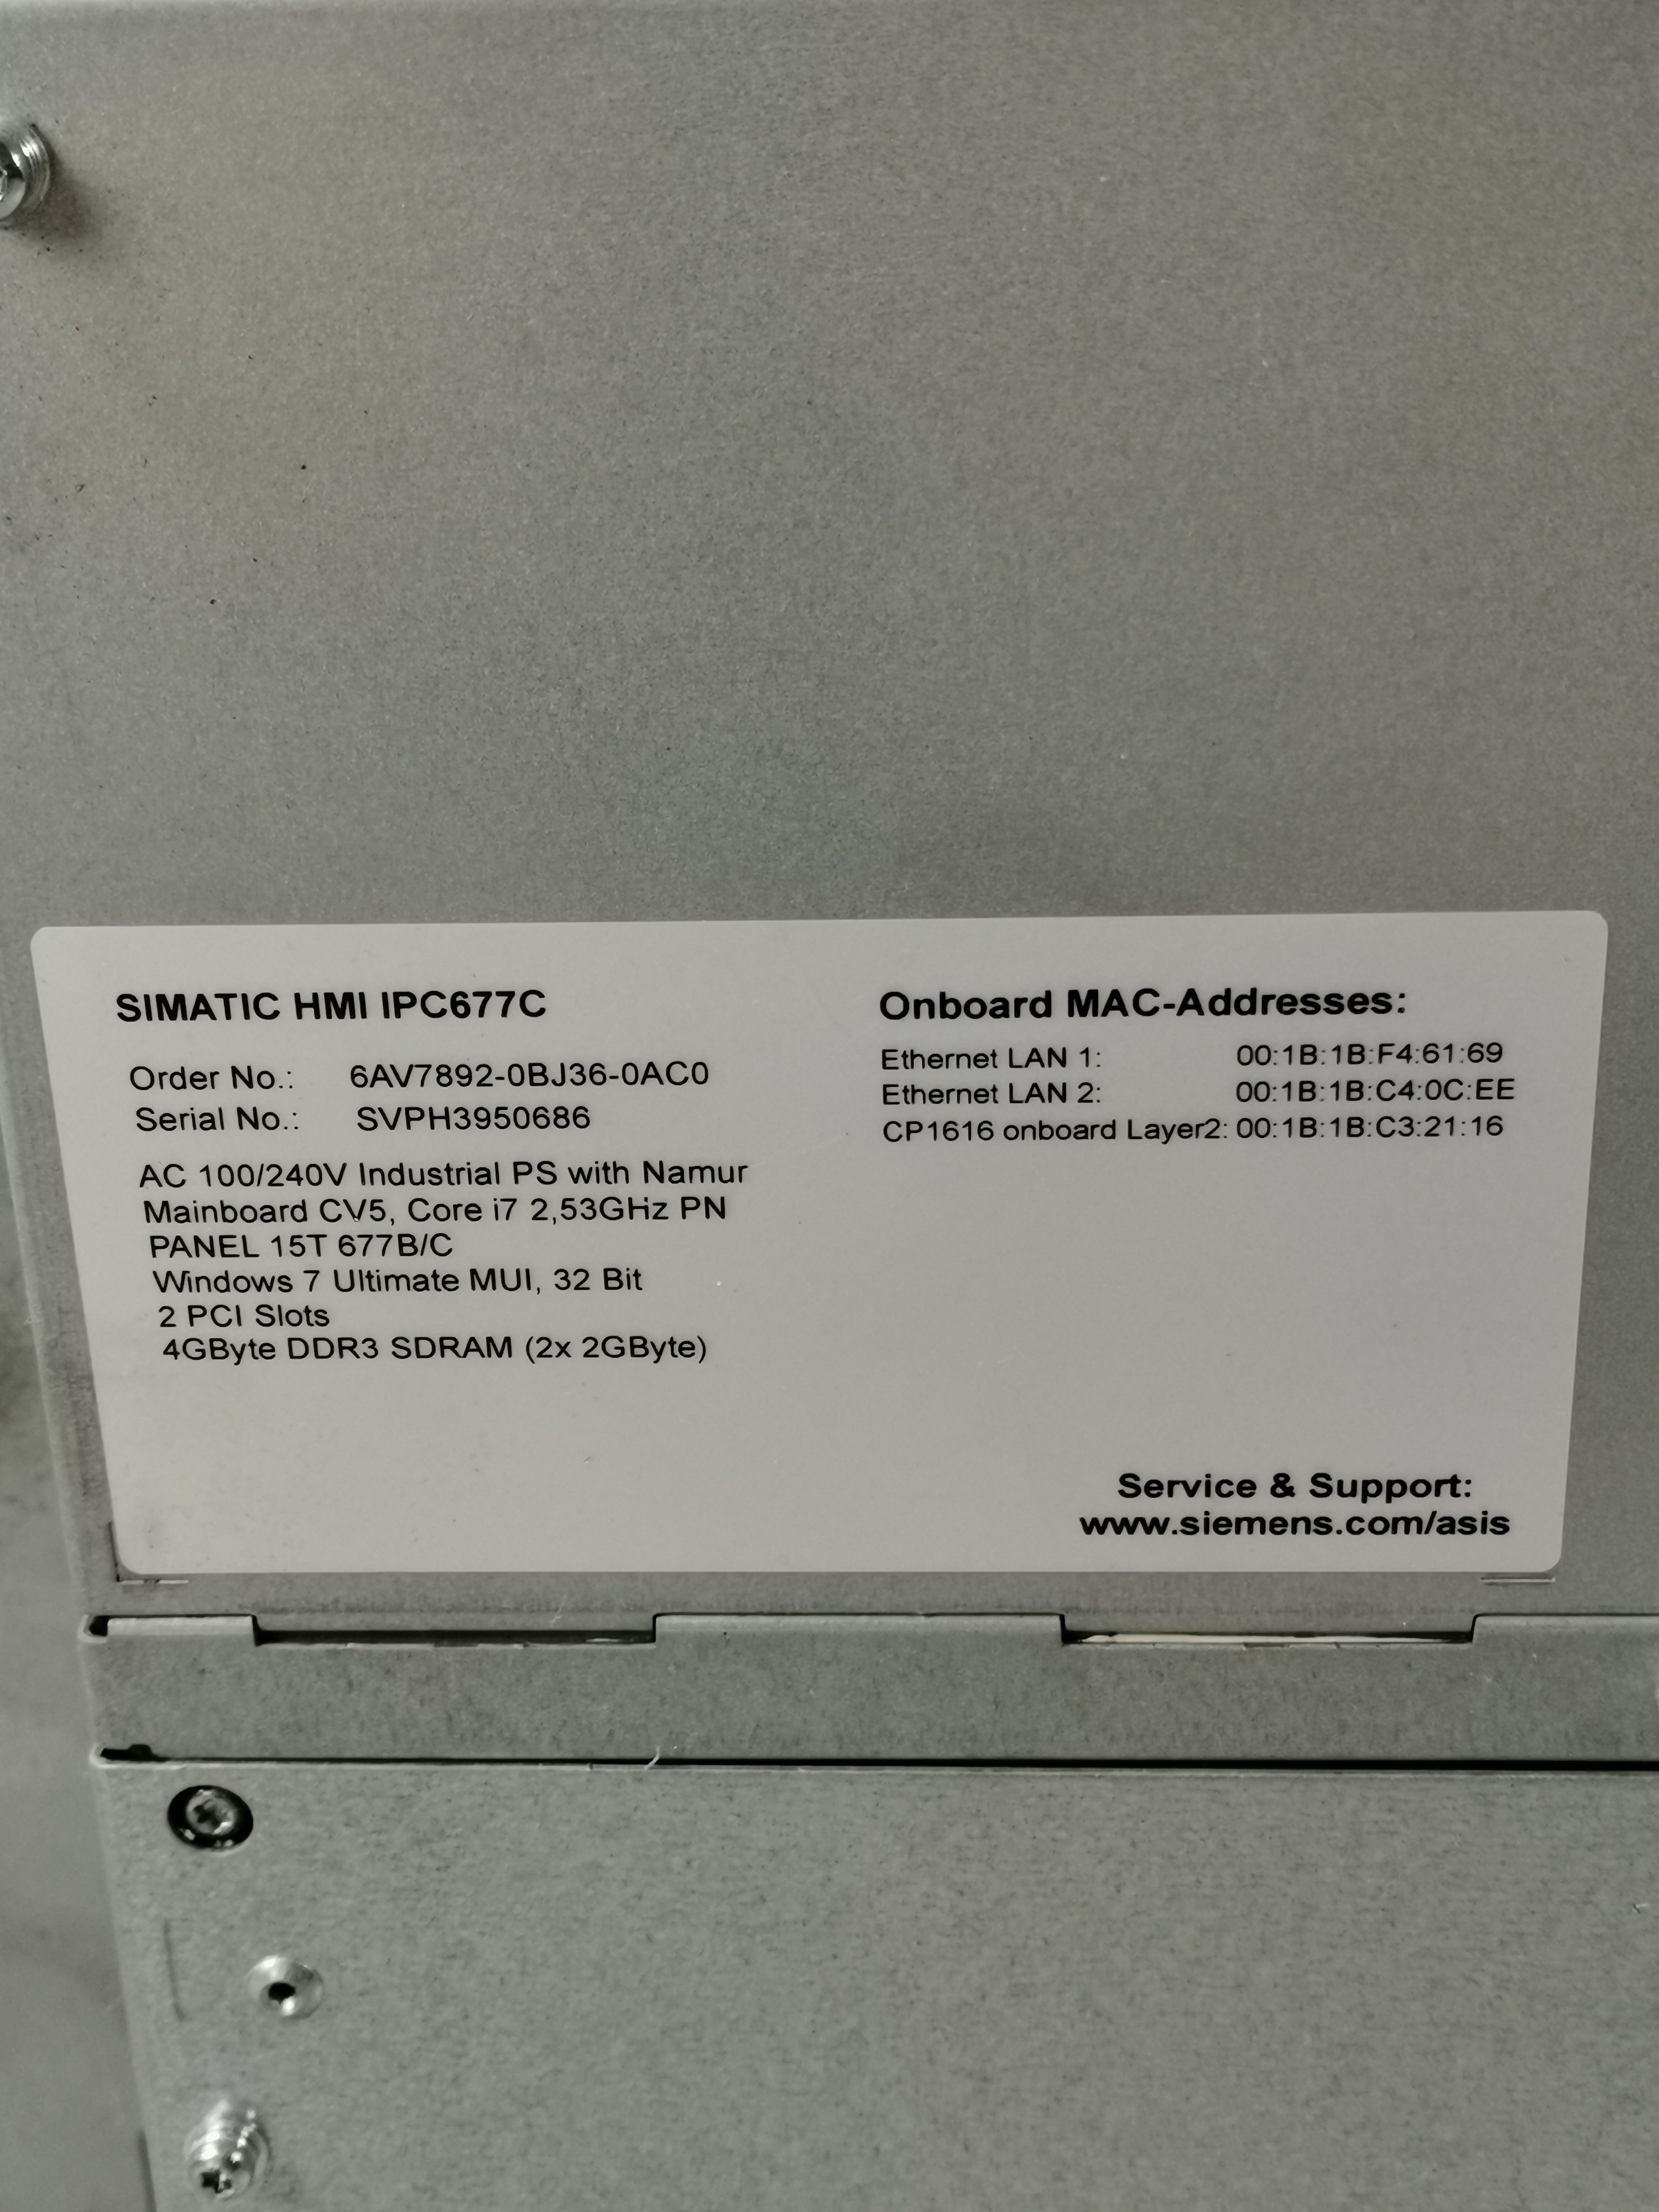 SIMATIC HMI IPC677C
Order No.: 6AV7892-0BJ36-0AC0
Serial No.: SVPH3950686
AC 100/240V Industrial PS with Namur
Mainboard CV5, Core i7 2,53GHz PN
PANEL 15T 677B/C
Windows 7 Ultimate MUI, 32 Bit
2 PCI Slots
4GByte DDR3 SDRAM (2x 2GByte)
Onboard MAC-Addresses:
Ethernet LAN 1: 00:1B:1B:F4:61:69
Ethernet LAN 2: 00:1B:1B:C4:0C:EE
CP1616 onboard Layer2: 00:1B:1B:C3:21:16
Service & Support:
www.siemens.com/asis